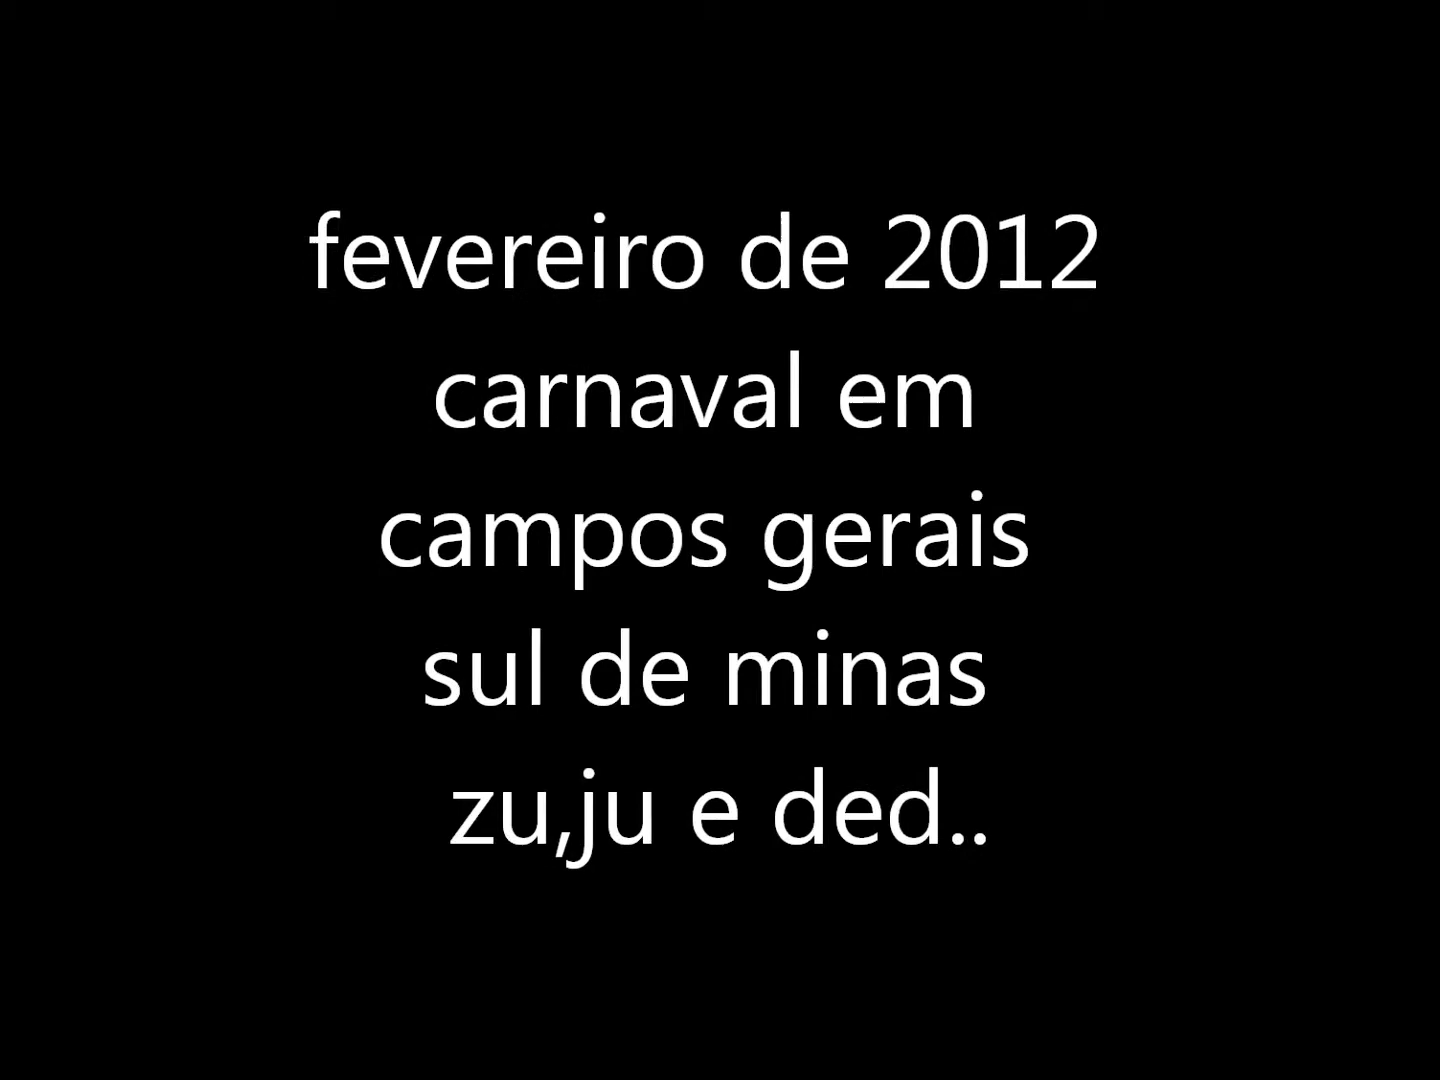 fevereiro de 2012
carnaval em
campos gerais
sul de minas
zu,ju e ded..